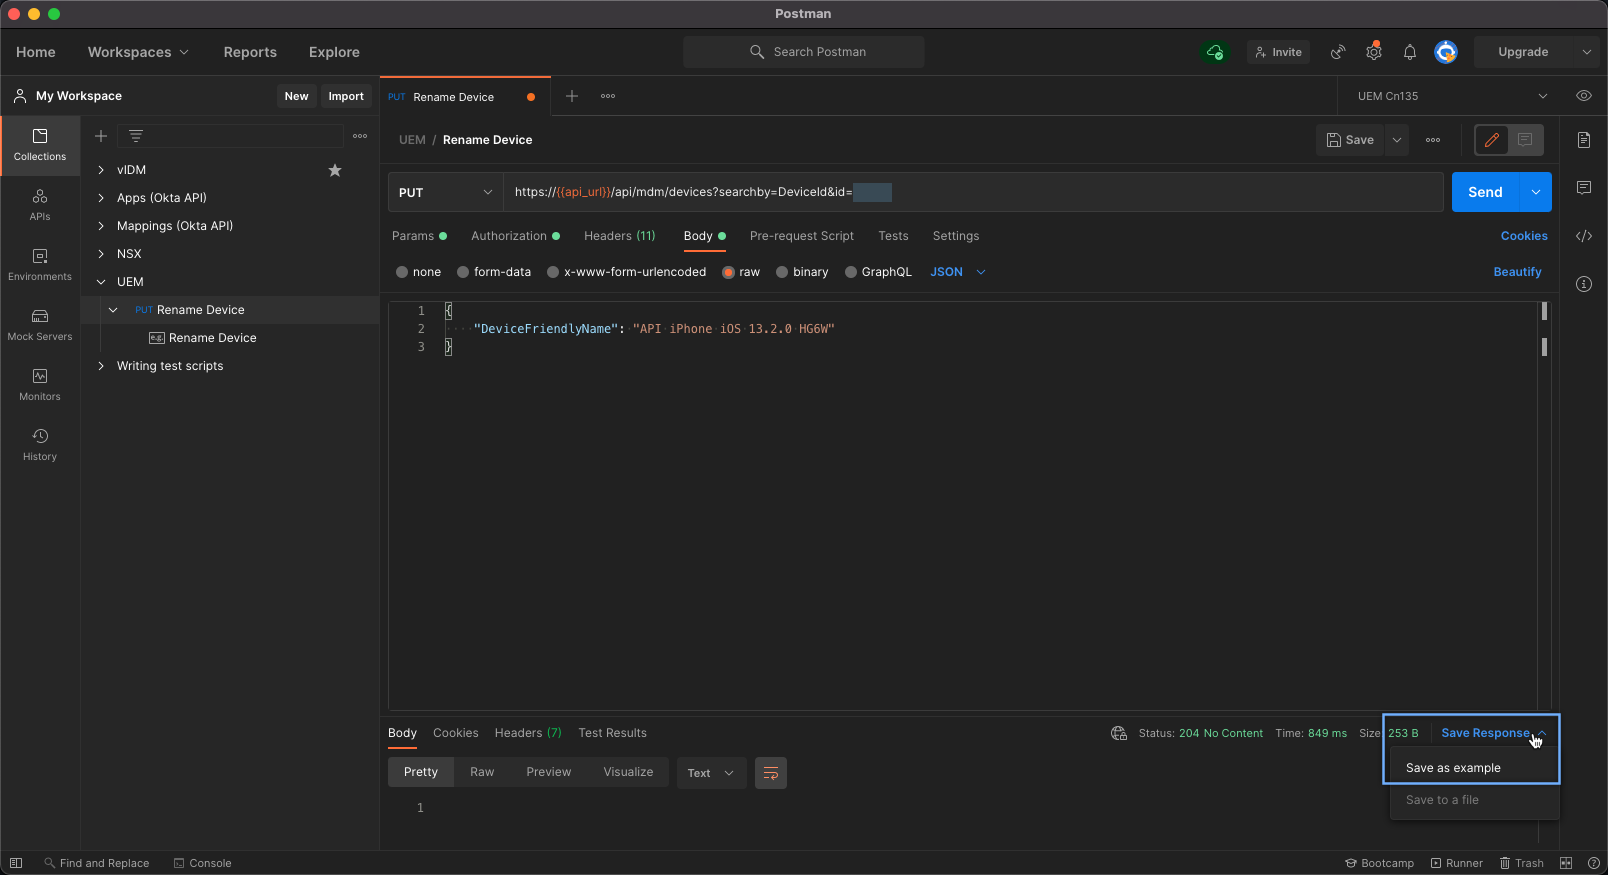 Postman
Home Workspaces Reports Explore Search Postman Invite Upgrade
My Workspace New Import PUT Rename Device UEM Cn135
Collections
APIs
Environments
Mock Servers
Monitors
History
vIDM
Apps (Okta API)
Mappings (Okta API)
NSX
UEM
PUT Rename Device
e.g. Rename Device
Writing test scripts
UEM / Rename Device Save
PUT https://{{api_url}}/api/mdm/devices?searchby=DeviceId&id= Send
Params Authorization Headers (11) Body Pre-request Script Tests Settings Cookies
none form-data x-www-form-urlencoded raw binary GraphQL JSON Beautify
1 {
2 "DeviceFriendlyName": "API iPhone iOS 13.2.0 HG6W"
3 }
Body Cookies Headers (7) Test Results Status: 204 No Content Time: 849 ms Size: 253 B Save Response
Pretty Raw Preview Visualize Text Save as example
Save to a file
1
Find and Replace Console Bootcamp Runner Trash